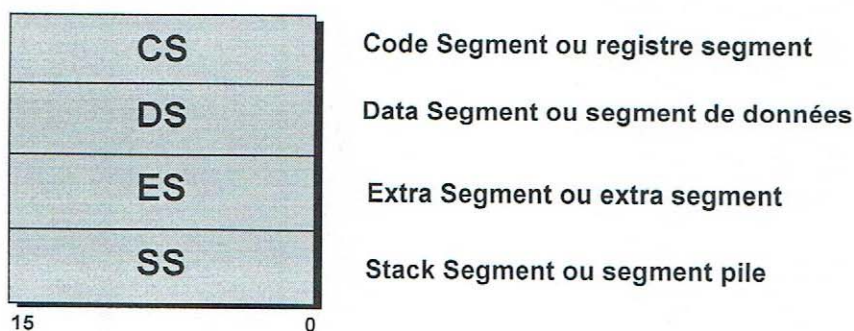 CS Code Segment ou registre segment
DS Data Segment ou segment de données
ES Extra Segment ou extra segment
SS Stack Segment ou segment pile
15 0